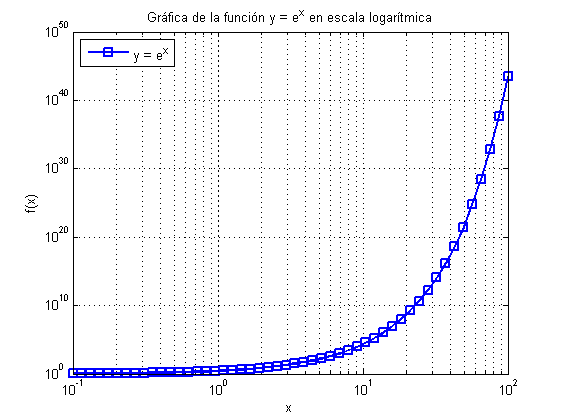 Gráfica de la función y = e^x en escala logarítmica
y = e^x
10^50
10^40
10^30
10^20
10^10
10^0
f(x)
10^-1 10^0 10^1 10^2
x